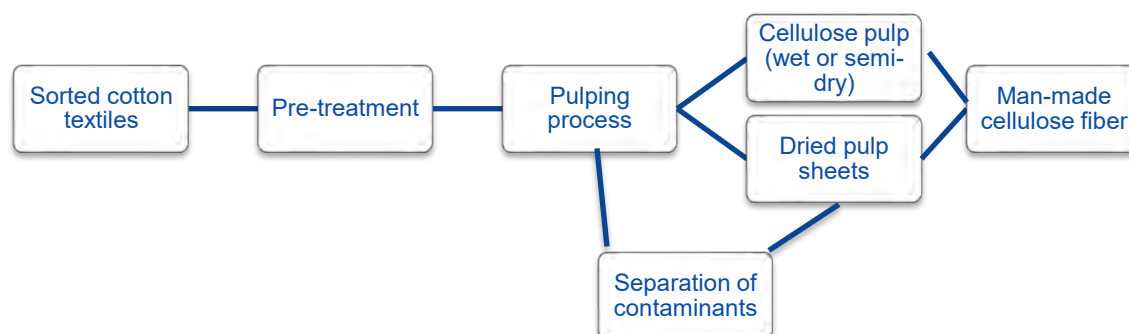 Sorted cotton
textiles
Pre-treatment
Pulping
process
Cellulose pulp
(wet or semi-
dry)
Dried pulp
sheets
Man-made
cellulose fiber
Separation of
contaminants